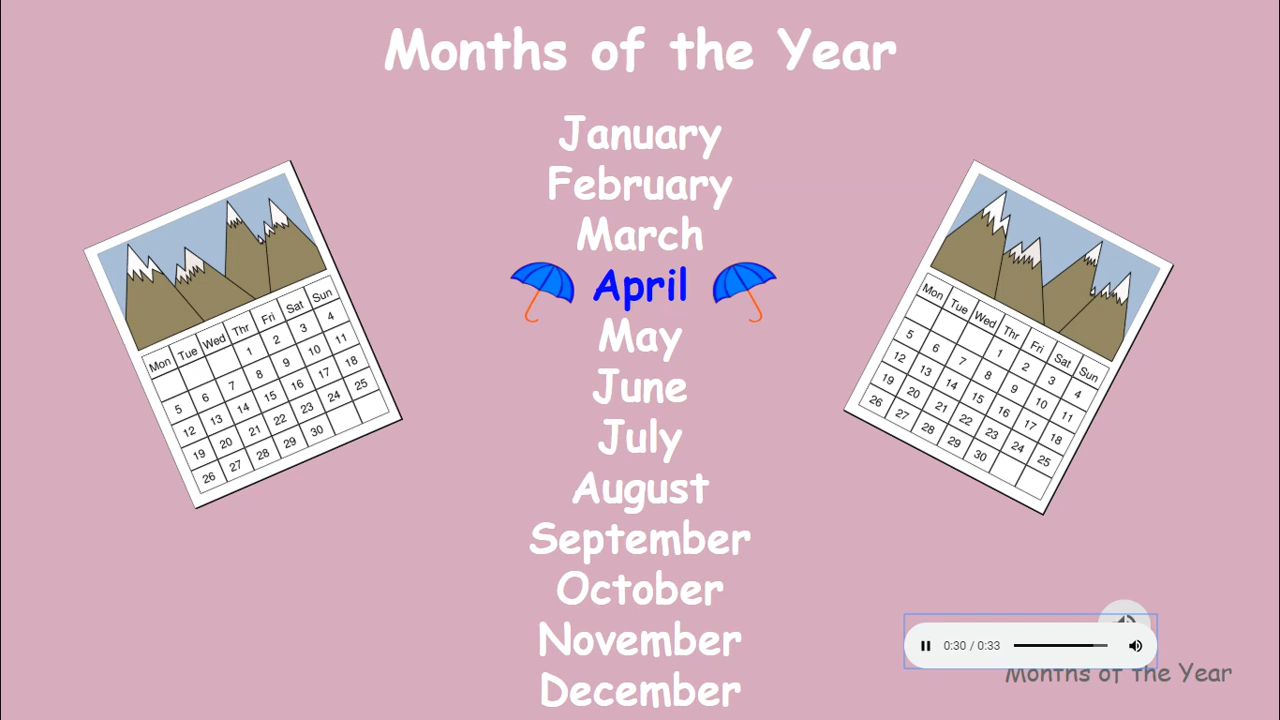 Months of the Year
January
February
March
April
May
June
July
August
September
October
November
December
Mon Tue Wed Thr Fri Sat Sun
1 2 3 4
5 6 7 8 9 10 11
12 13 14 15 16 17 18
19 20 21 22 23 24 25
26 27 28 29 30
Mon Tue Wed Thr Fri Sat Sun
1 2 3 4
5 6 7 8 9 10 11
12 13 14 15 16 17 18
19 20 21 22 23 24 25
26 27 28 29 30
0:30 / 0:33
Months of the Year